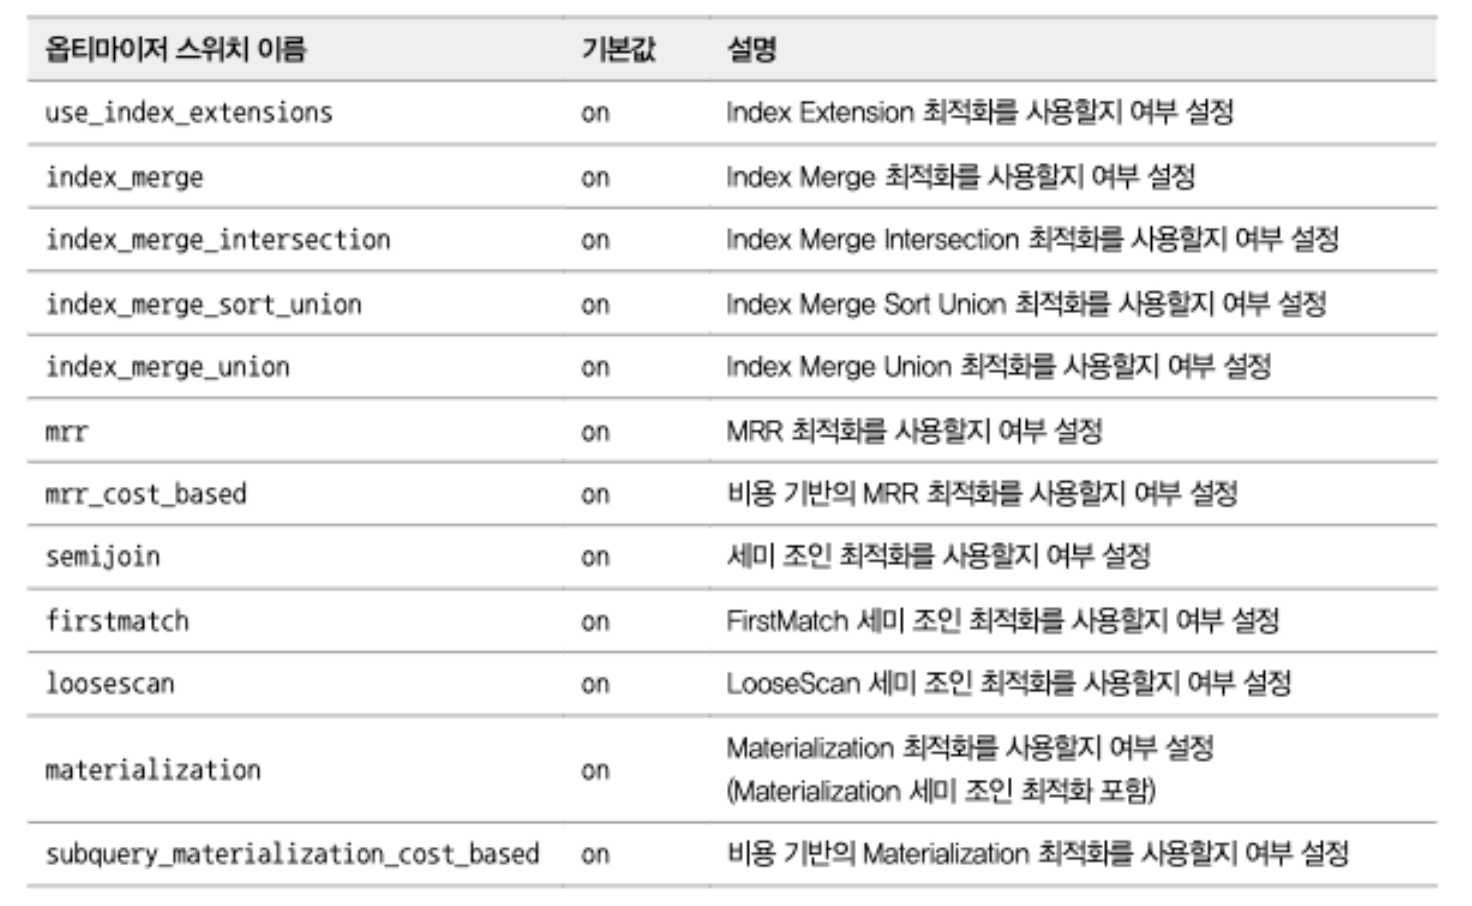 옵티마이저 스위치 이름 기본값 설명
use_index_extensions on Index Extension 최적화를 사용할지 여부 설정
index_merge on Index Merge 최적화를 사용할지 여부 설정
index_merge_intersection on Index Merge Intersection 최적화를 사용할지 여부 설정
index_merge_sort_union on Index Merge Sort Union 최적화를 사용할지 여부 설정
index_merge_union on Index Merge Union 최적화를 사용할지 여부 설정
mrr on MRR 최적화를 사용할지 여부 설정
mrr_cost_based on 비용 기반의 MRR 최적화를 사용할지 여부 설정
semijoin on 세미 조인 최적화를 사용할지 여부 설정
firstmatch on FirstMatch 세미 조인 최적화를 사용할지 여부 설정
loosescan on LooseScan 세미 조인 최적화를 사용할지 여부 설정
materialization on Materialization 최적화를 사용할지 여부 설정
(Materialization 세미 조인 최적화 포함)
subquery_materialization_cost_based on 비용 기반의 Materialization 최적화를 사용할지 여부 설정